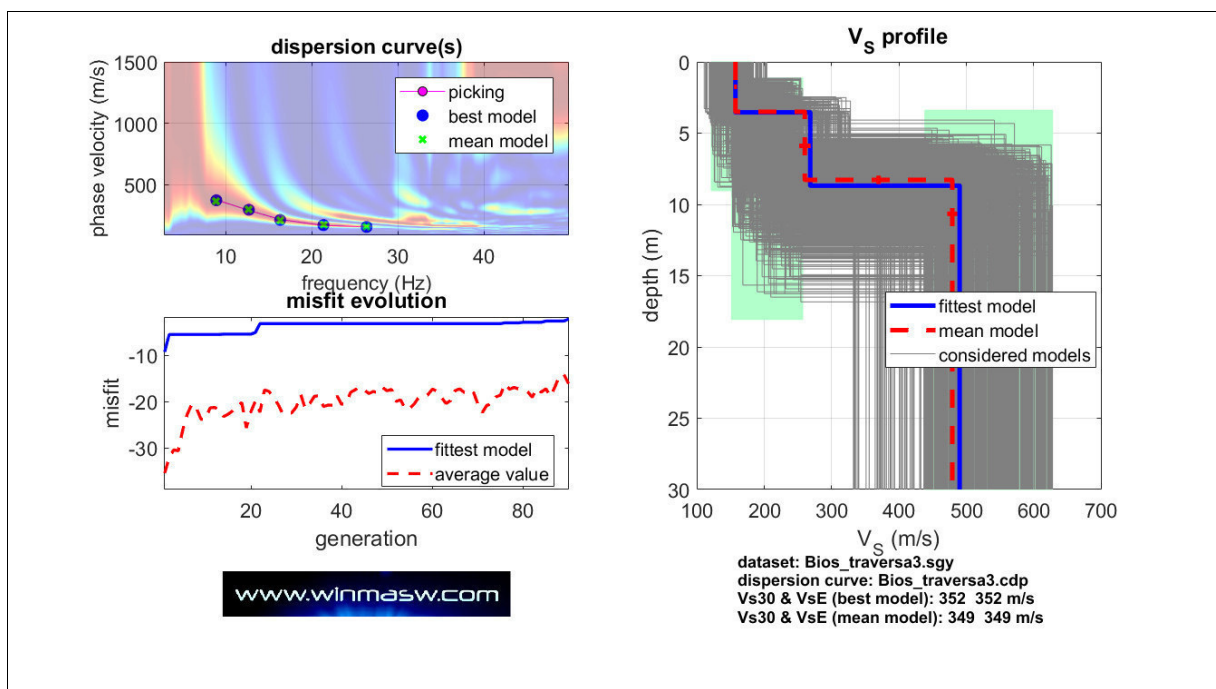 dispersion curve(s)
1500
1000
500
phase velocity (m/s)
picking
best model
mean model
10 20 30 40
frequency (Hz)
misfit evolution
-10
-20
-30
misfit
fittest model
average value
20 40 60 80
generation
www.winmasw.com
VS profile
0
5
10
15
20
25
30
depth (m)
fittest model
mean model
considered models
100 200 300 400 500 600 700
VS (m/s)
dataset: Bios_traversa3.sgy
dispersion curve: Bios_traversa3.cdp
Vs30 & VsE (best model): 352 352 m/s
Vs30 & VsE (mean model): 349 349 m/s